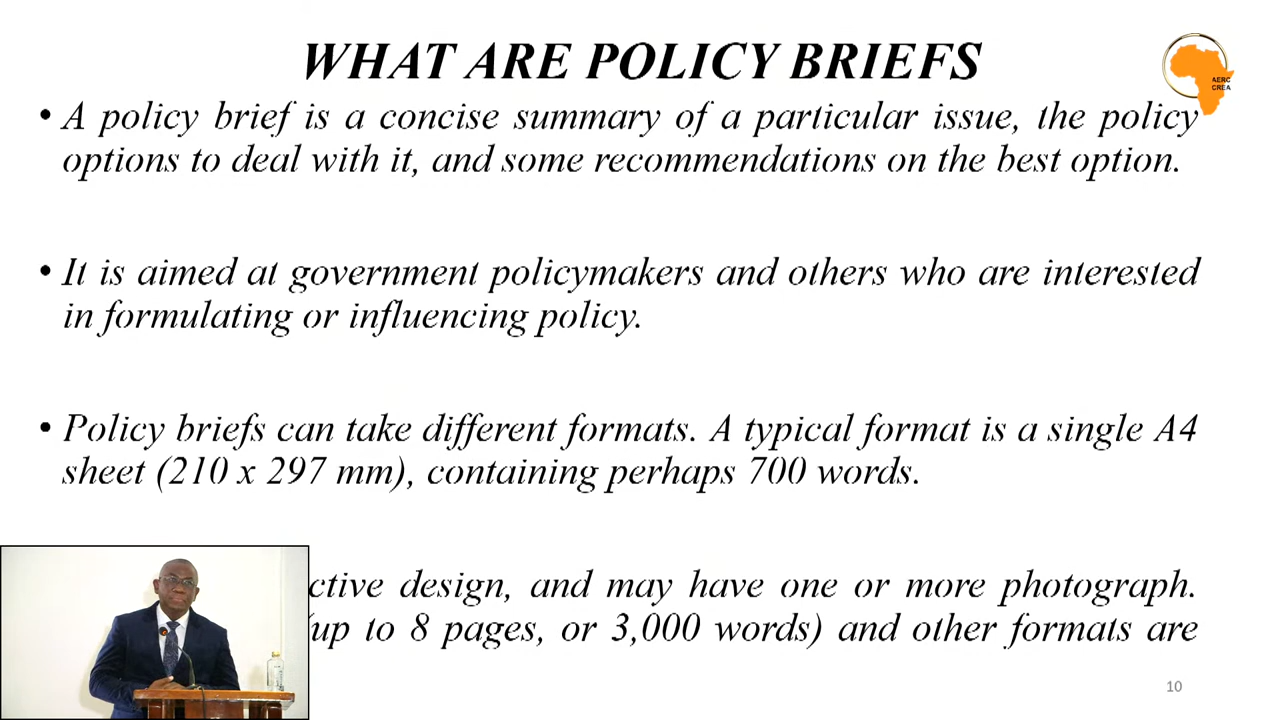 WHAT ARE POLICY BRIEFS
AERC
CREA
• A policy brief is a concise summary of a particular issue, the policy
options to deal with it, and some recommendations on the best option.
• It is aimed at government policymakers and others who are interested
in formulating or influencing policy.
• Policy briefs can take different formats. A typical format is a single A4
sheet (210 x 297 mm), containing perhaps 700 words.
ctive design, and may have one or more photograph.
(up to 8 pages, or 3,000 words) and other formats are
10